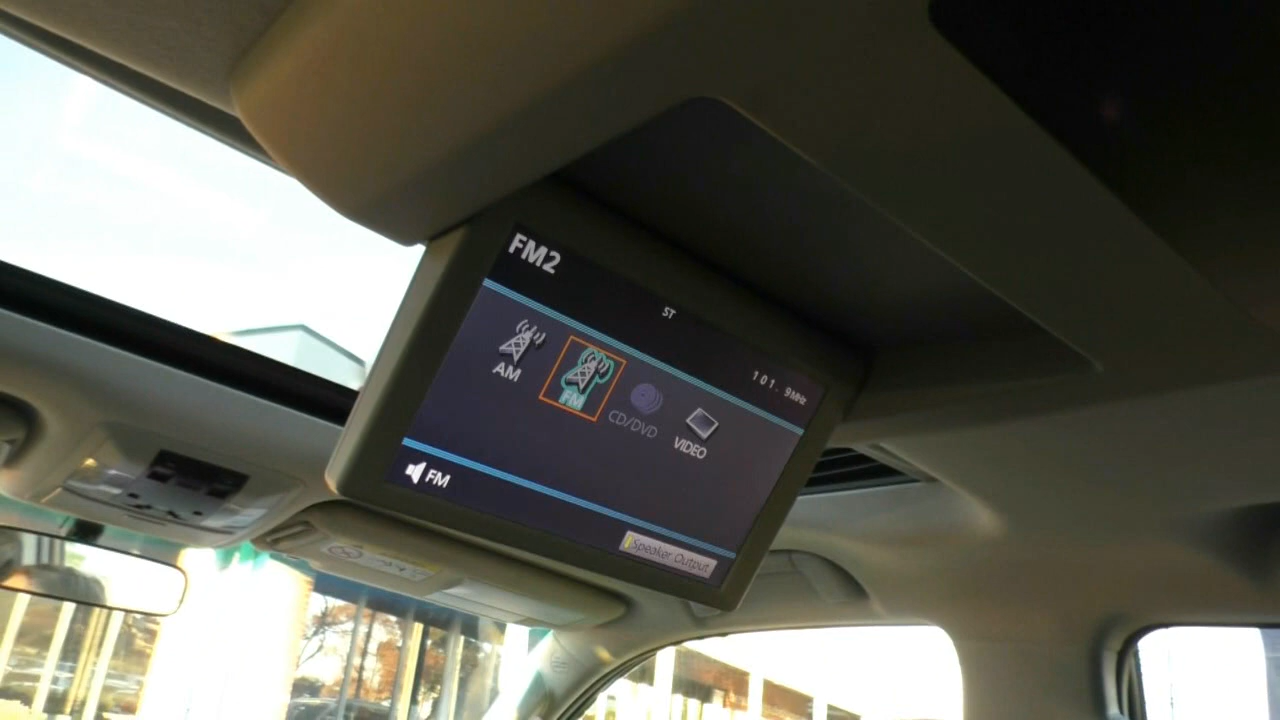 FM2
ST
101.9MHz
AM
FM
CD/DVD
VIDEO
FM
Speaker Output